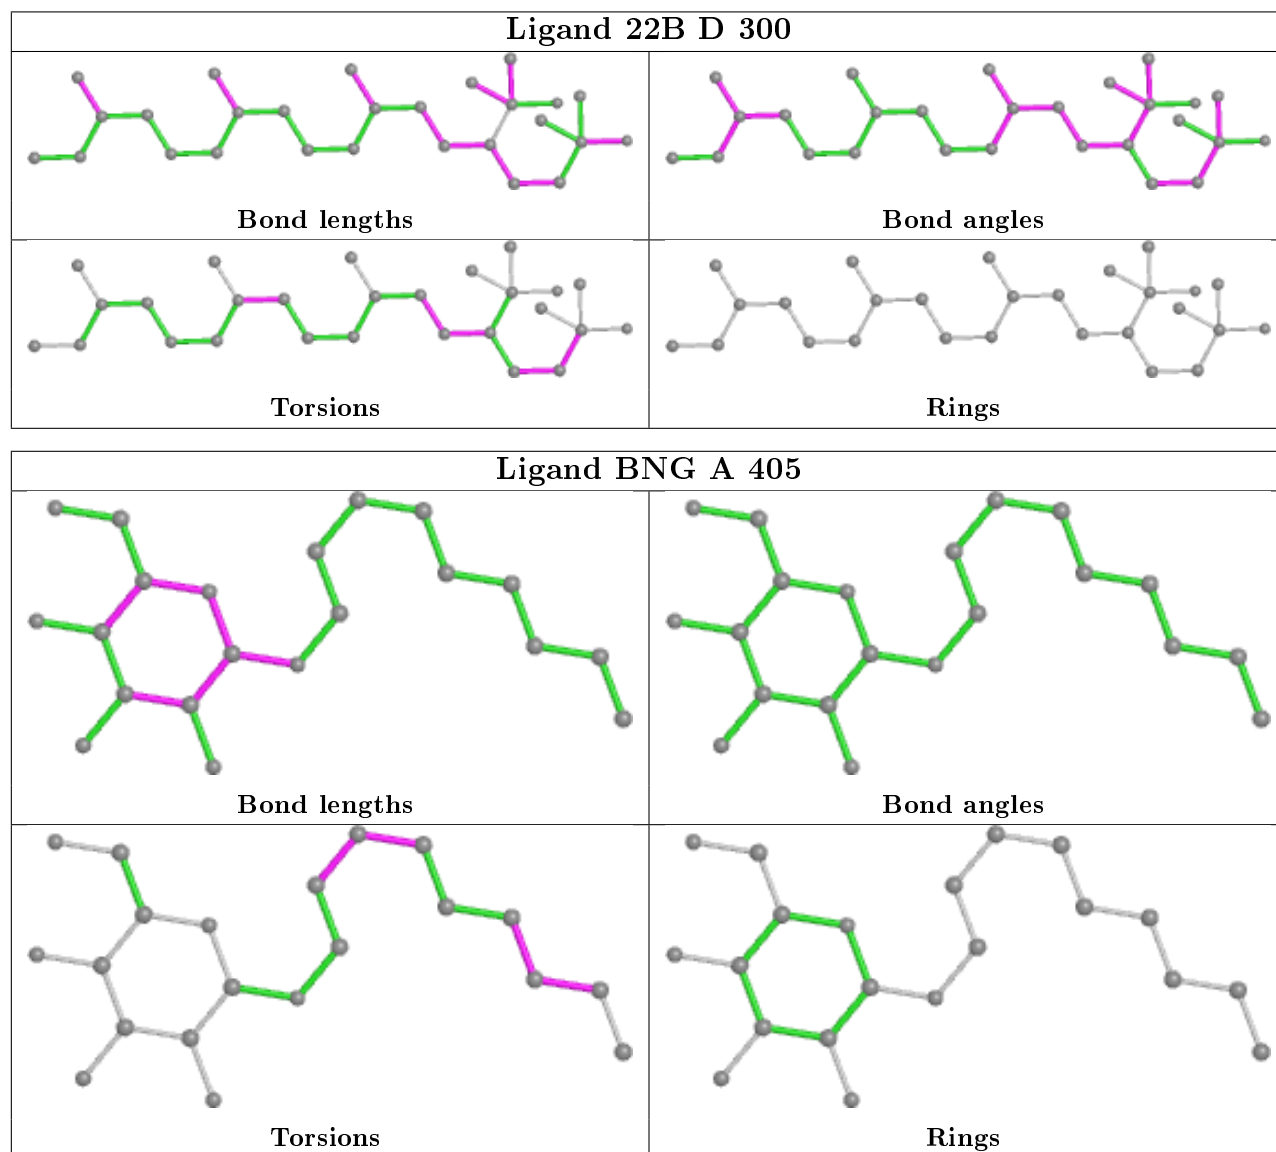 Ligand 22B D 300
Bond lengths
Bond angles
Torsions
Rings
Ligand BNG A 405
Bond lengths
Bond angles
Torsions
Rings